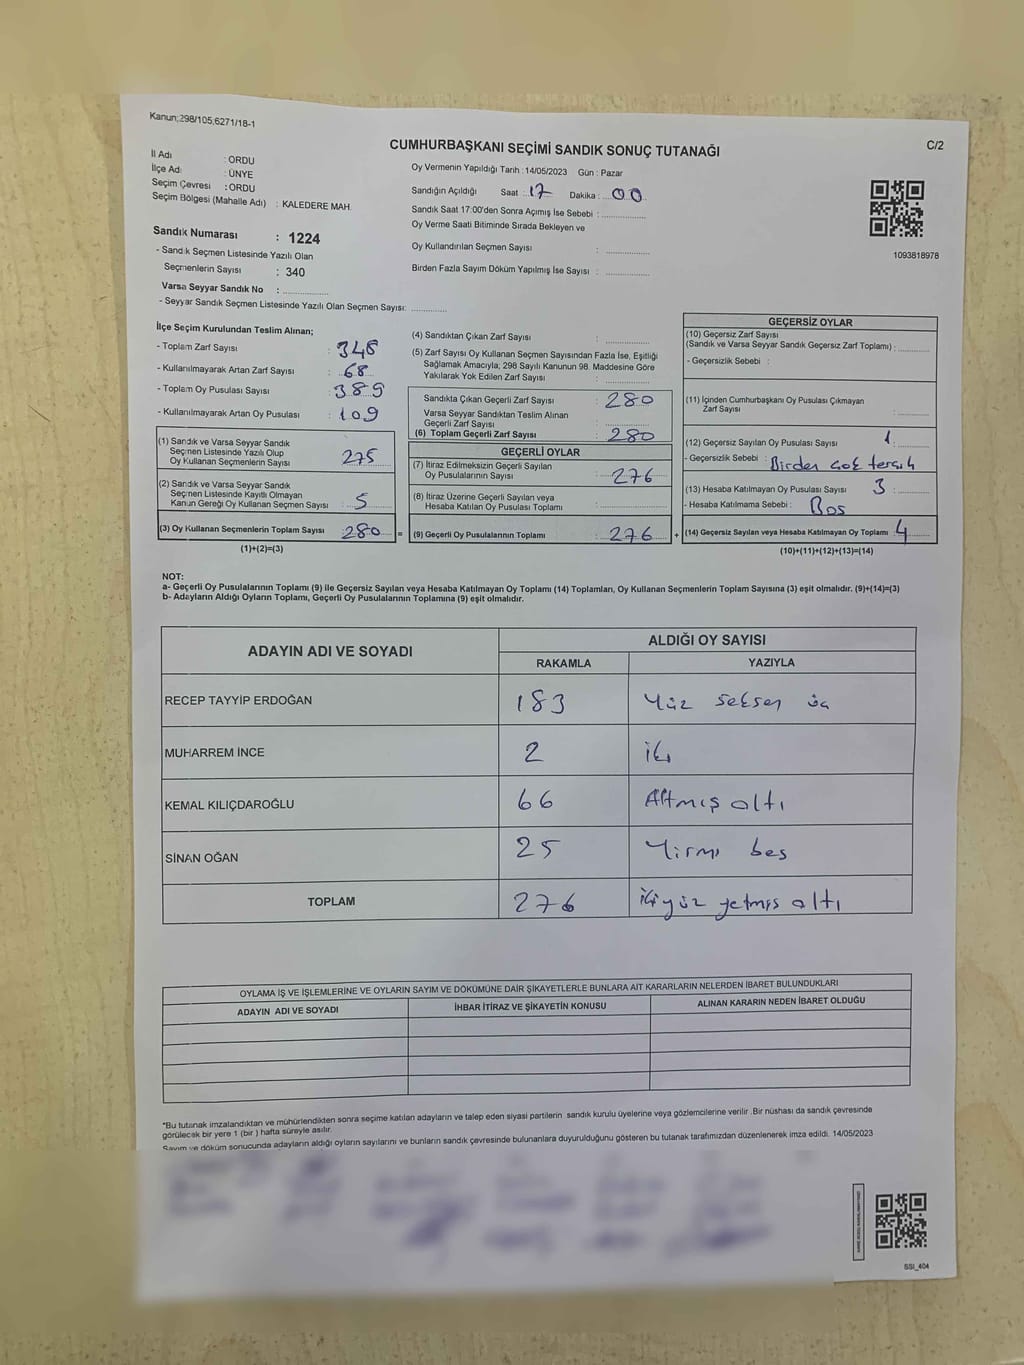 Kanun;298/105;6271/18-1
C/2
CUMHURBAŞKANI SEÇİMİ SANDIK SONUÇ TUTANAĞI
İl Adı : ORDU
İlçe Adı : ÜNYE
Seçim Çevresi : ORDU
Seçim Bölgesi (Mahalle Adı) : KALEDERE MAH.
Oy Vermenin Yapıldığı Tarih :14/05/2023 Gün : Pazar
Sandığın Açıldığı Saat : 17 Dakika : 00
Sandık Saat 17:00'den Sonra Açımış İse Sebebi :
Oy Verme Saati Bitiminde Sırada Bekleyen ve
Oy Kullandırılan Seçmen Sayısı :
Birden Fazla Sayım Döküm Yapılmış İse Sayısı :
1093818978
Sandık Numarası : 1224
- Sandık Seçmen Listesinde Yazılı Olan
Seçmenlerin Sayısı : 340
Varsa Seyyar Sandık No :
- Seyyar Sandık Seçmen Listesinde Yazılı Olan Seçmen Sayısı:
İlçe Seçim Kurulundan Teslim Alınan;
- Toplam Zarf Sayısı : 348
- Kullanılmayarak Artan Zarf Sayısı : 68
- Toplam Oy Pusulası Sayısı : 389
- Kullanılmayarak Artan Oy Pusulası : 109
(1) Sandık ve Varsa Seyyar Sandık
Seçmen Listesinde Yazılı Olup
Oy Kullanan Seçmenlerin Sayısı : 275
(2) Sandık ve Varsa Seyyar Sandık
Seçmen Listesinde Kayıtlı Olmayan
Kanun Gereği Oy Kullanan Seçmen Sayısı : 5
(3) Oy Kullanan Seçmenlerin Toplam Sayısı : 280 =
(1)+(2)=(3)
(4) Sandıktan Çıkan Zarf Sayısı :
(5) Zarf Sayısı Oy Kullanan Seçmen Sayısından Fazla İse, Eşitliği
Sağlamak Amacıyla; 298 Sayılı Kanunun 98. Maddesine Göre
Yakılarak Yok Edilen Zarf Sayısı :
Sandıkta Çıkan Geçerli Zarf Sayısı : 280
Varsa Seyyar Sandıktan Teslim Alınan
Geçerli Zarf Sayısı :
(6) Toplam Geçerli Zarf Sayısı : 280
GEÇERLİ OYLAR
(7) İtiraz Edilmeksizin Geçerli Sayılan
Oy Pusulalarının Sayısı : 276
(8) İtiraz Üzerine Geçerli Sayılan veya
Hesaba Katılan Oy Pusulası Toplamı :
(9) Geçerli Oy Pusulalarının Toplamı : 276 +
GEÇERSİZ OYLAR
(10) Geçersiz Zarf Sayısı
(Sandık ve Varsa Seyyar Sandık Geçersiz Zarf Toplamı) :
- Geçersizlik Sebebi :
(11) İçinden Cumhurbaşkanı Oy Pusulası Çıkmayan
Zarf Sayısı :
(12) Geçersiz Sayılan Oy Pusulası Sayısı : 1
- Geçersizlik Sebebi : Birden çok tercih
(13) Hesaba Katılmayan Oy Pusulası Sayısı : 3
- Hesaba Katılmama Sebebi : Boş
(14) Geçersiz Sayılan veya Hesaba Katılmayan Oy Toplamı : 4
(10)+(11)+(12)+(13)=(14)
NOT:
a- Geçerli Oy Pusulalarının Toplamı (9) ile Geçersiz Sayılan veya Hesaba Katılmayan Oy Toplamı (14) Toplamları, Oy Kullanan Seçmenlerin Toplam Sayısına (3) eşit olmalıdır. (9)+(14)=(3)
b- Adayların Aldığı Oyların Toplamı, Geçerli Oy Pusulalarının Toplamına (9) eşit olmalıdır.
ADAYIN ADI VE SOYADI
ALDIĞI OY SAYISI
RAKAMLA YAZIYLA
RECEP TAYYİP ERDOĞAN 183 Yüz seksen üç
MUHARREM İNCE 2 iki
KEMAL KILIÇDAROĞLU 66 Altmış altı
SİNAN OĞAN 25 Yirmi beş
TOPLAM 276 ikiyüz yetmiş altı
OYLAMA İŞ VE İŞLEMLERİNE VE OYLARIN SAYIM VE DÖKÜMÜNE DAİR ŞİKAYETLERLE BUNLARA AİT KARARLARIN NELERDEN İBARET BULUNDUKLARI
ADAYIN ADI VE SOYADI İHBAR İTİRAZ VE ŞİKAYETİN KONUSU ALINAN KARARIN NEDEN İBARET OLDUĞU
*Bu tutanak imzalandıktan ve mühürlendikten sonra seçime katılan adayların ve talep eden siyasi partilerin sandık kurulu üyelerine veya gözlemcilerine verilir .Bir nüshası da sandık çevresinde
görülecek bir yere 1 (bir ) hafta süreyle asılır.
Sayım ve döküm sonucunda adayların aldığı oyların sayılarını ve bunların sandık çevresinde bulunanlara duyurulduğunu gösteren bu tutanak tarafımızdan düzenlenerek imza edildi. 14/05/2023
SSI_404